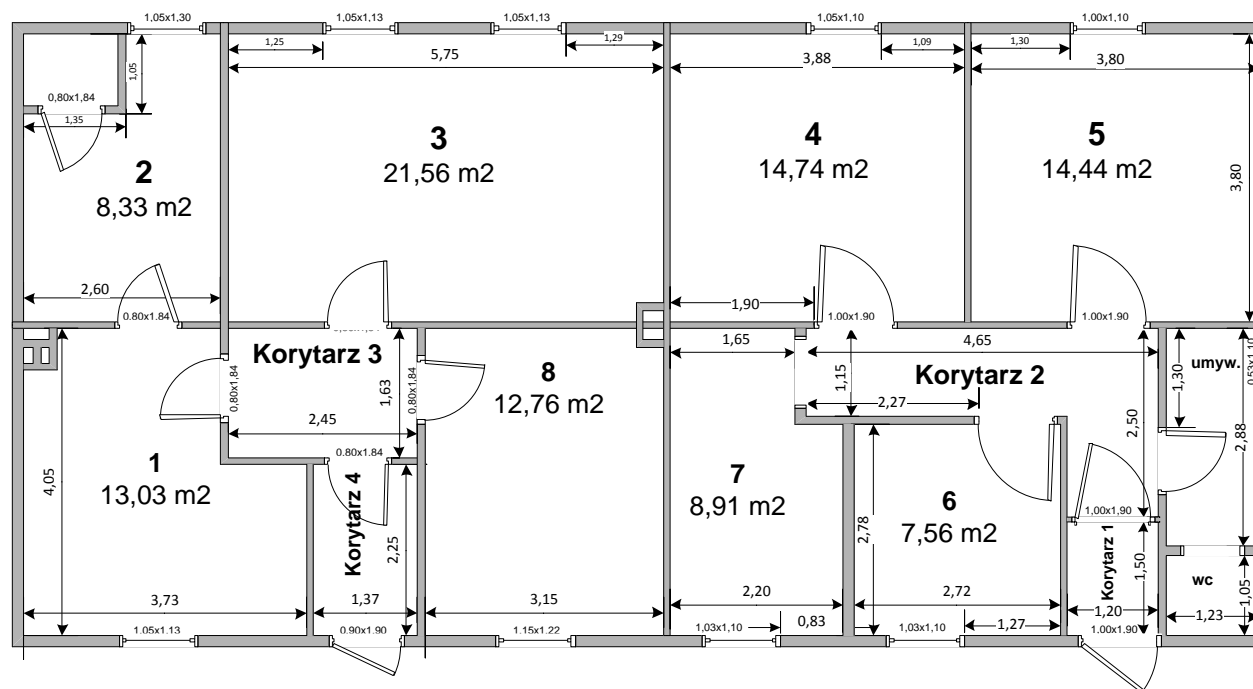 1,05x1,30
1,05x1,13
1,05x1,13
1,05x1,10
1,00x1,10
1,25
1,29
1,09
1,30
5,75
3,88
3,80
1,05
0,80x1,84
1,35
2
8,33 m2
3
21,56 m2
4
14,74 m2
5
14,44 m2
3,80
2,60
0.80x1.84
1,90
1.00x1.90
1.00x1.90
Korytarz 3
1,63
0,80x1,84
0.80x1.84
2,45
0.80x1.84
8
12,76 m2
1,65
4,65
1,15
Korytarz 2
2,27
1,30
umyw.
0,53x1,10
2,50
2,88
4,05
1
13,03 m2
Korytarz 4
2,25
7
8,91 m2
6
7,56 m2
2,78
1,00x1,90
Korytarz 1
1,50
wc
1,05
3,73
1,37
3,15
2,20
0,83
2,72
1,27
1,20
1,23
1.05x1.13
0.90x1.90
1.15x1.22
1,03x1,10
1,03x1,10
1.00x1.90